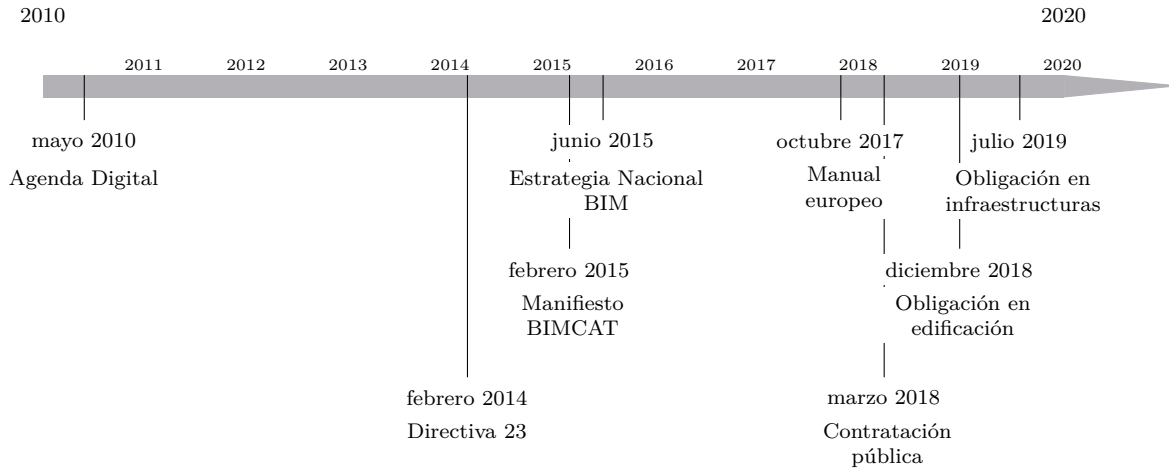 2010
2020
2011
2012
2013
2014
2015
2016
2017
2018
2019
2020
mayo 2010
Agenda Digital
junio 2015
Estrategia Nacional
BIM
octubre 2017
Manual
europeo
julio 2019
Obligación en
infraestructuras
febrero 2015
Manifiesto
BIMCAT
diciembre 2018
Obligación en
edificación
febrero 2014
Directiva 23
marzo 2018
Contratación
pública